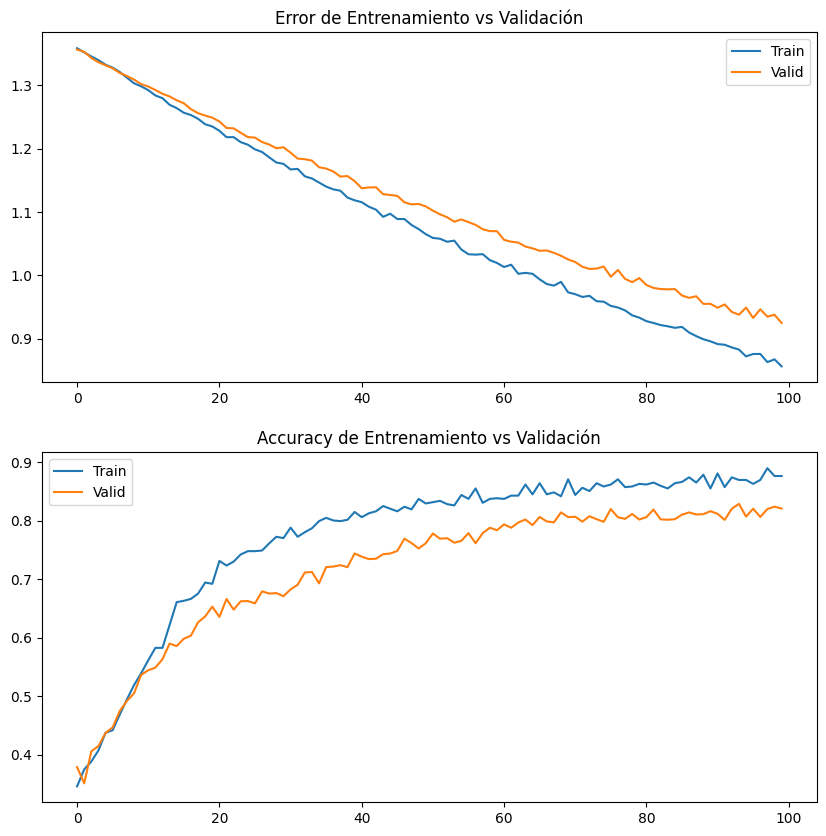 Error de Entrenamiento vs Validación
Train
Valid
1.3
1.2
1.1
1.0
0.9
0 20 40 60 80 100
Accuracy de Entrenamiento vs Validación
Train
Valid
0.9
0.8
0.7
0.6
0.5
0.4
0 20 40 60 80 100